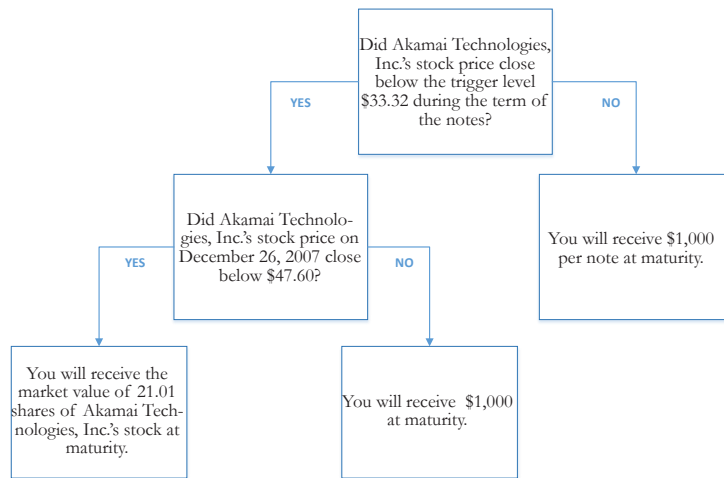 Did Akamai Technologies,
Inc.'s stock price close
below the trigger level
$33.32 during the term of
the notes?
YES
NO
Did Akamai Technolo-
gies, Inc.'s stock price on
December 26, 2007 close
below $47.60?
You will receive $1,000
per note at maturity.
YES
NO
You will receive the
market value of 21.01
shares of Akamai Tech-
nologies, Inc.'s stock at
maturity.
You will receive $1,000
at maturity.